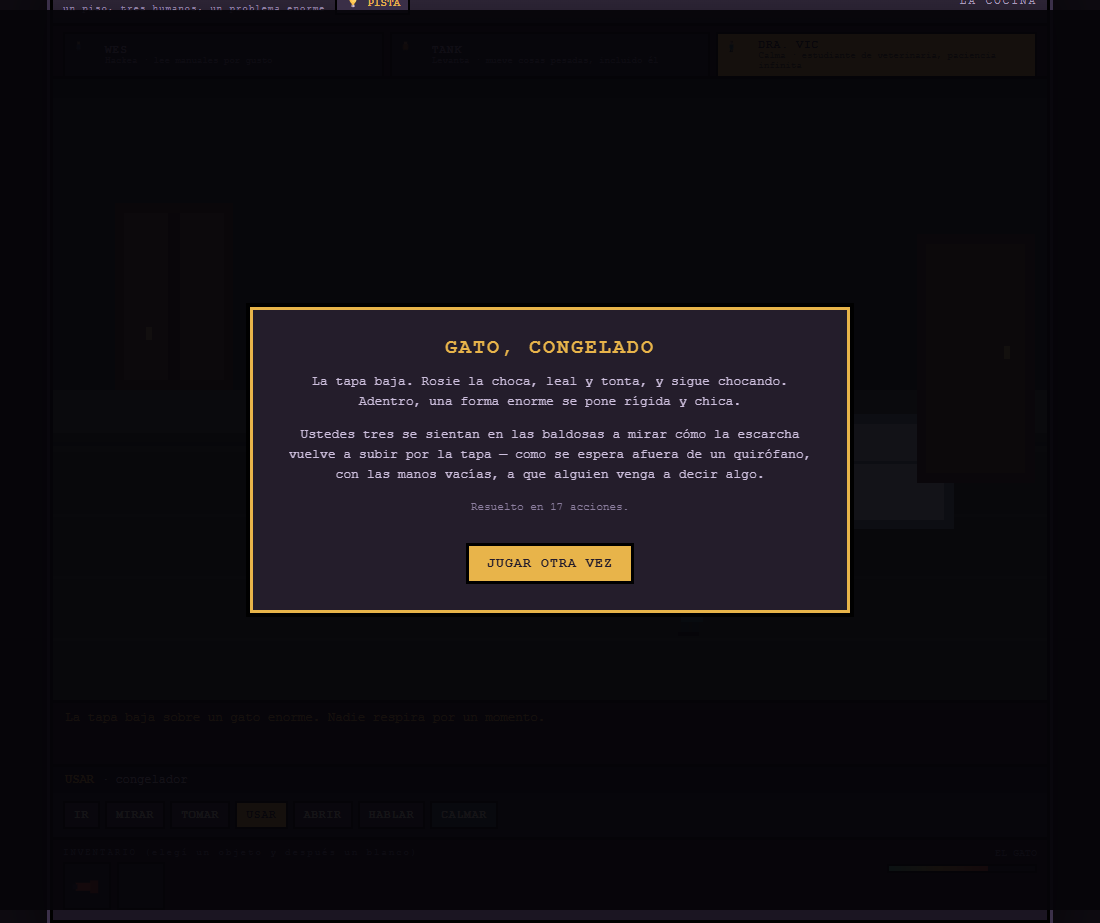 un piso, tres humanos, un problema enorme
PISTA
LA COCINA
WES
TANK
DRA. VIC
GATO, CONGELADO
La tapa baja. Rosie la choca, leal y tonta, y sigue chocando.
Adentro, una forma enorme se pone rígida y chica.
Ustedes tres se sientan en las baldosas a mirar cómo la escarcha
vuelve a subir por la tapa — como se espera afuera de un quirófano,
con las manos vacías, a que alguien venga a decir algo.
Resuelto en 17 acciones.
JUGAR OTRA VEZ
La tapa baja sobre un gato enorme. Nadie respira por un momento.
USAR congelador
IR MIRAR TOMAR USAR ABRIR HABLAR CALMAR